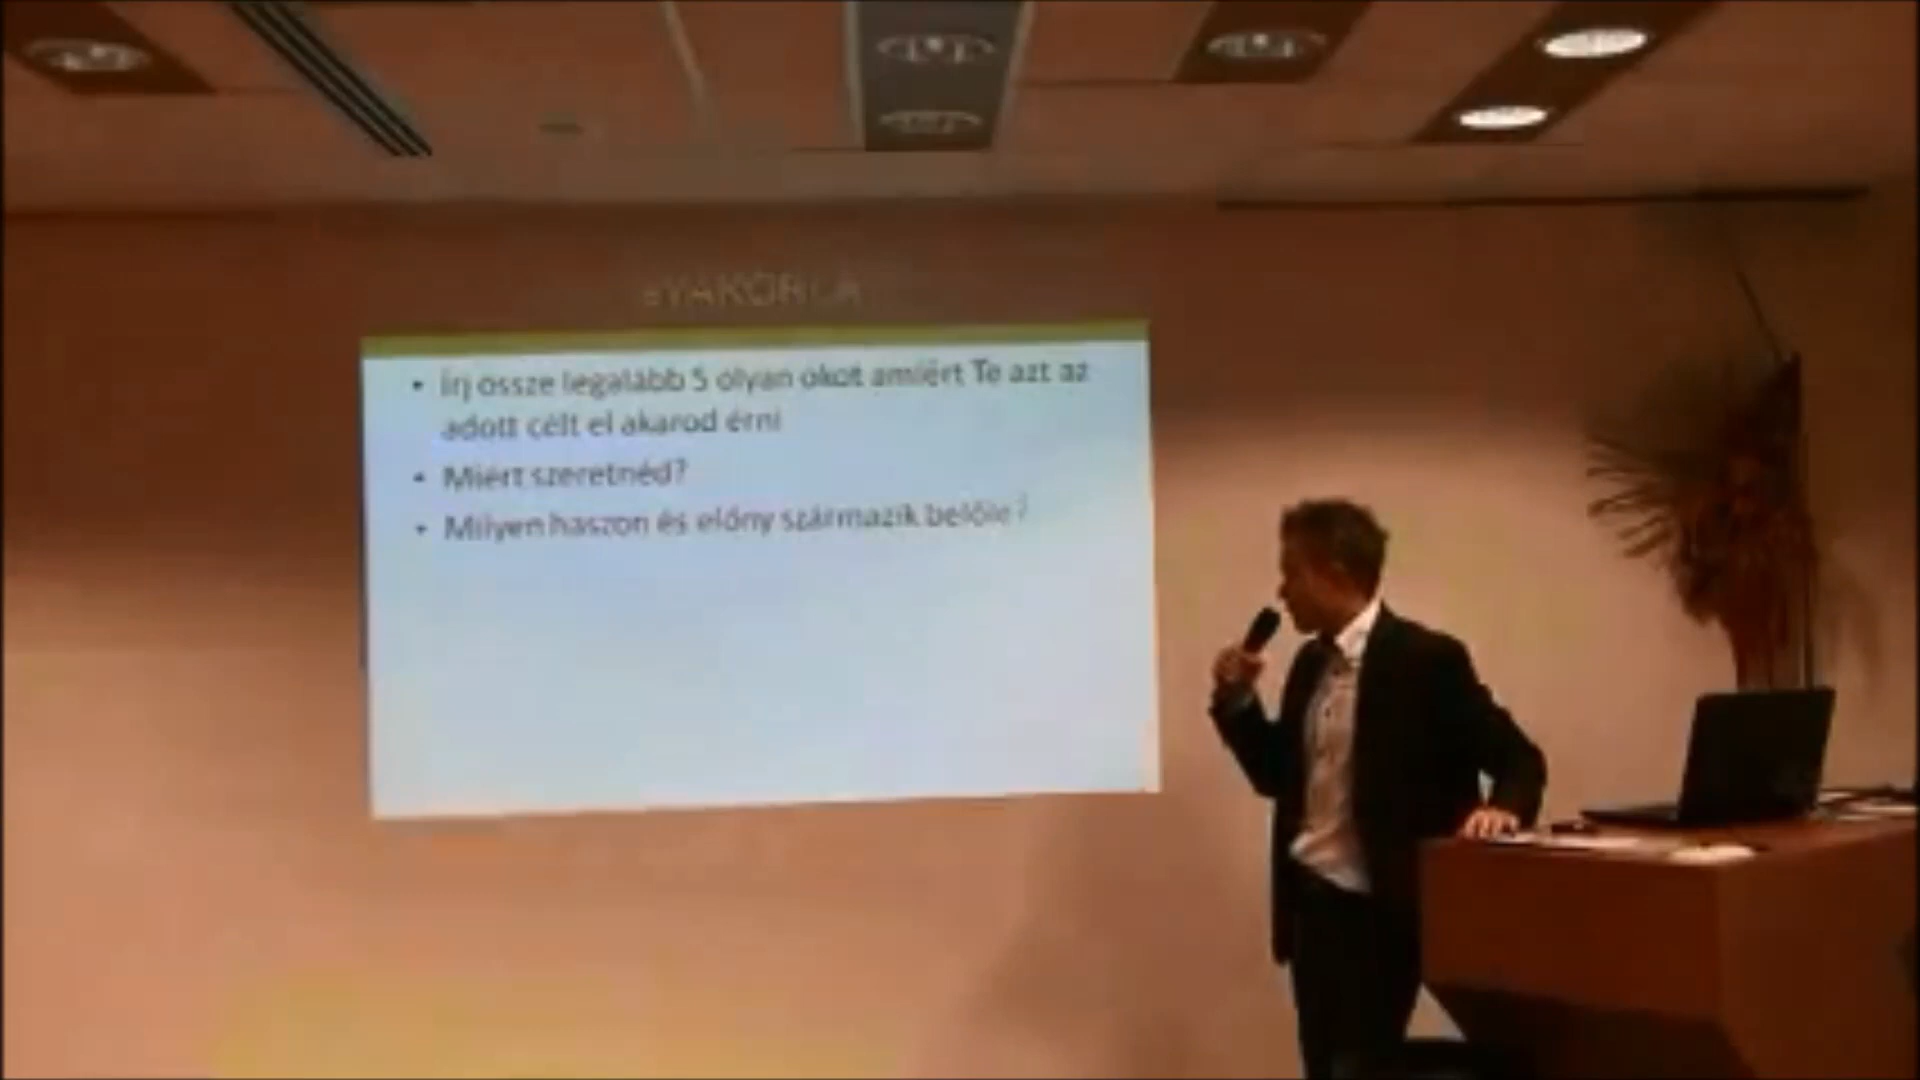 • Írj össze legalább 5 olyan okot amiért Te azt az
adott célt el akarod érni
• Miért szeretnéd?
• Milyen haszon és előny származik belőle?